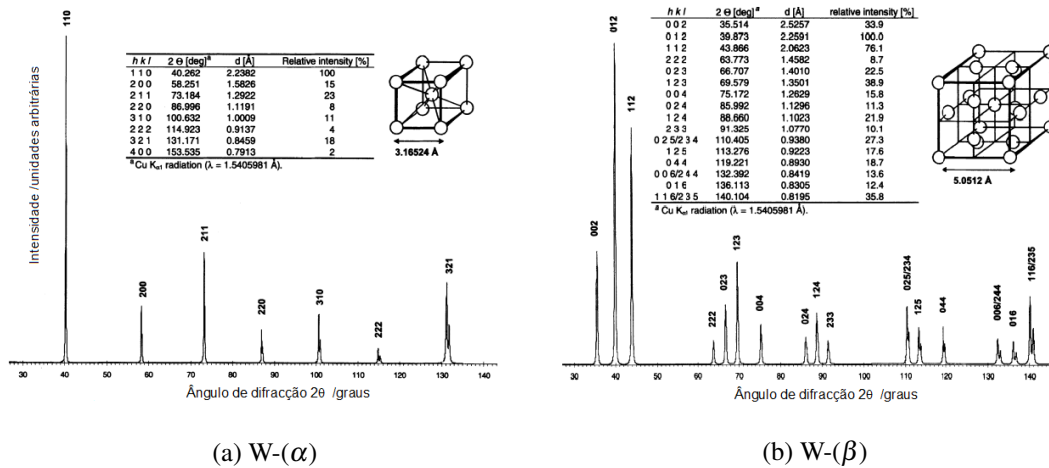 110
h k l 2 Θ [deg]ª d [Å] Relative intensity [%]
1 1 0 40.262 2.2382 100
2 0 0 58.251 1.5826 15
2 1 1 73.184 1.2922 23
2 2 0 86.996 1.1191 8
3 1 0 100.632 1.0009 11
2 2 2 114.923 0.9137 4
3 2 1 131.171 0.8459 18
4 0 0 153.535 0.7913 2
ª Cu Kα1 radiation (λ = 1.5405981 Å).
3.16524 Å
Intensidade /unidades arbitrárias
200
211
220
310
222
321
30 40 50 60 70 80 90 100 110 120 130 140
Ângulo de difracção 2θ /graus
(a) W-(α)
012
h k l 2 Θ [deg] ª d [Å] relative intensity [%]
0 0 2 35.514 2.5257 33.9
0 1 2 39.873 2.2591 100.0
1 1 2 43.866 2.0623 76.1
2 2 2 63.773 1.4582 8.7
0 2 3 66.707 1.4010 22.5
1 2 3 69.579 1.3501 38.9
0 0 4 75.172 1.2629 15.8
0 2 4 85.992 1.1296 11.3
1 2 4 88.660 1.1023 21.9
2 3 3 91.325 1.0770 10.1
0 2 5/2 3 4 110.405 0.9380 27.3
1 2 5 113.276 0.9223 17.6
0 4 4 119.221 0.8930 18.7
0 0 6/2 4 4 132.392 0.8419 13.6
0 1 6 136.113 0.8305 12.4
1 1 6/2 3 5 140.104 0.8195 35.8
ª Cu Kα1 radiation (λ = 1.5405981 Å).
5.0512 Å
112
002
222
023
123
004
024
124
233
025/234
125
044
006/244
016
116/235
30 40 50 60 70 80 90 100 110 120 130 140
Ângulo de difracção 2θ /graus
(b) W-(β)